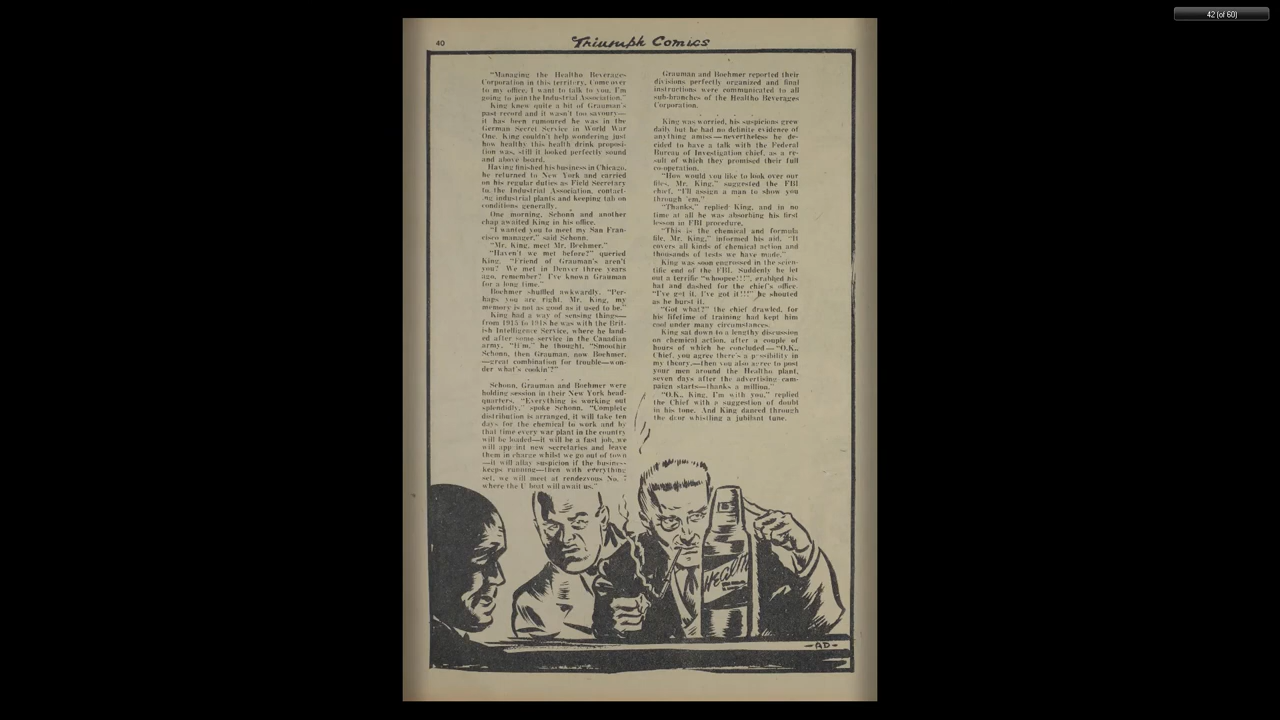 42 (of 60)
40
Triumph Comics
"Managing the Healtho Beverage
Corporation in this territory. Come over
to my office, I want to talk to you, I'm
going to join the Industrial Association."
King knew quite a bit of Grauman's
past record and it wasn't too savoury—
it has been rumoured he was in the
German Secret Service in World War
One. King couldn't help wondering just
how healthy this health drink proposi-
tion was, still it looked perfectly sound
and above board.
Having finished his business in Chicago,
he returned to New York and carried
on his regular duties as Field Secretary
to the Industrial Association, contact-
ing industrial plants and keeping tab on
conditions generally.
One morning, Schonn and another
chap awaited King in his office.
"I wanted you to meet my San Fran-
cisco manager," said Schonn.
"Mr. King, meet Mr. Boehmer."
"Haven't we met before?" queried
King. "Friend of Grauman's aren't
you? We met in Denver three years
ago, remember? I've known Grauman
for a long time."
Boehmer shuffled awkwardly. "Per-
haps you are right, Mr. King, my
memory is not as good as it used to be."
King had a way of sensing things—
from 1915 to 1918 he was with the Brit-
ish Intelligence Service, where he land-
ed after some service in the Canadian
army. "H'm," he thought, "Smoothie
Schonn, then Grauman, now Boehmer,
—great combination for trouble—won-
der what's cookin'?"
Schonn, Grauman and Boehmer were
holding session in their New York head-
quarters. "Everything is working out
splendidly," spoke Schonn. "Complete
distribution is arranged, it will take ten
days for the chemical to work and by
that time every war plant in the country
will be loaded—it will be a fast job, we
will appoint new secretaries and leave
them in charge whilst we go out of town
—it will allay suspicion if the business
keeps running—then with everything
set, we will meet at rendezvous No.
where the U boat will await us."
Grauman and Boehmer reported their
divisions perfectly organized and final
instructions were communicated to all
sub-branches of the Healtho Beverages
Corporation.
King was worried, his suspicions grew
daily but he had no definite evidence of
anything amiss—nevertheless he de-
cided to have a talk with the Federal
Bureau of Investigation chief, as a re-
sult of which they promised their full
co-operation.
"How would you like to look over our
files, Mr. King," suggested the FBI
chief, "I'll assign a man to show you
through 'em."
"Thanks," replied King, and in no
time at all he was absorbing his first
lesson in FBI procedure.
"This is the chemical and formula
file, Mr. King," informed his aid. "It
covers all kinds of chemical action and
thousands of tests we have made."
King was soon engrossed in the scien-
tific end of the FBI. Suddenly he let
out a terrific "whoopee!!!", grabbed his
hat and dashed for the chief's office.
"I've got it, I've got it!!!" he shouted
as he burst it.
"Got what?" the chief drawled, for
his lifetime of training had kept him
cool under many circumstances.
King sat down to a lengthy discussion
on chemical action, after a couple of
hours of which he concluded—"O.K.,
Chief, you agree there's a possibility in
my theory,—then you also agree to post
your men around the Healtho plant,
seven days after the advertising cam-
paign starts—thanks a million."
"O.K., King, I'm with you," replied
the Chief with a suggestion of doubt
in his tone. And King danced through
the door whistling a jubilant tune.
-AD-